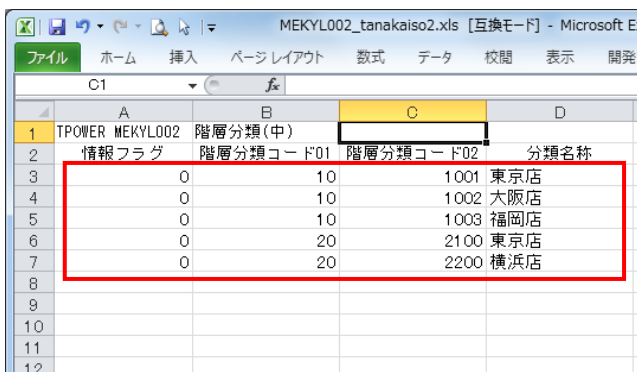 MEKYL002_tanakaiso2.xls [互換モード] - Microsoft E
ファイル ホーム 挿入 ページ レイアウト 数式 データ 校閲 表示 開発
C1 fx
A B C D
1 TPOWER MEKYL002 階層分類(中)
2 情報フラグ 階層分類コード01 階層分類コード02 分類名称
3 0 10 1001 東京店
4 0 10 1002 大阪店
5 0 10 1003 福岡店
6 0 20 2100 東京店
7 0 20 2200 横浜店
8
9
10
11
12